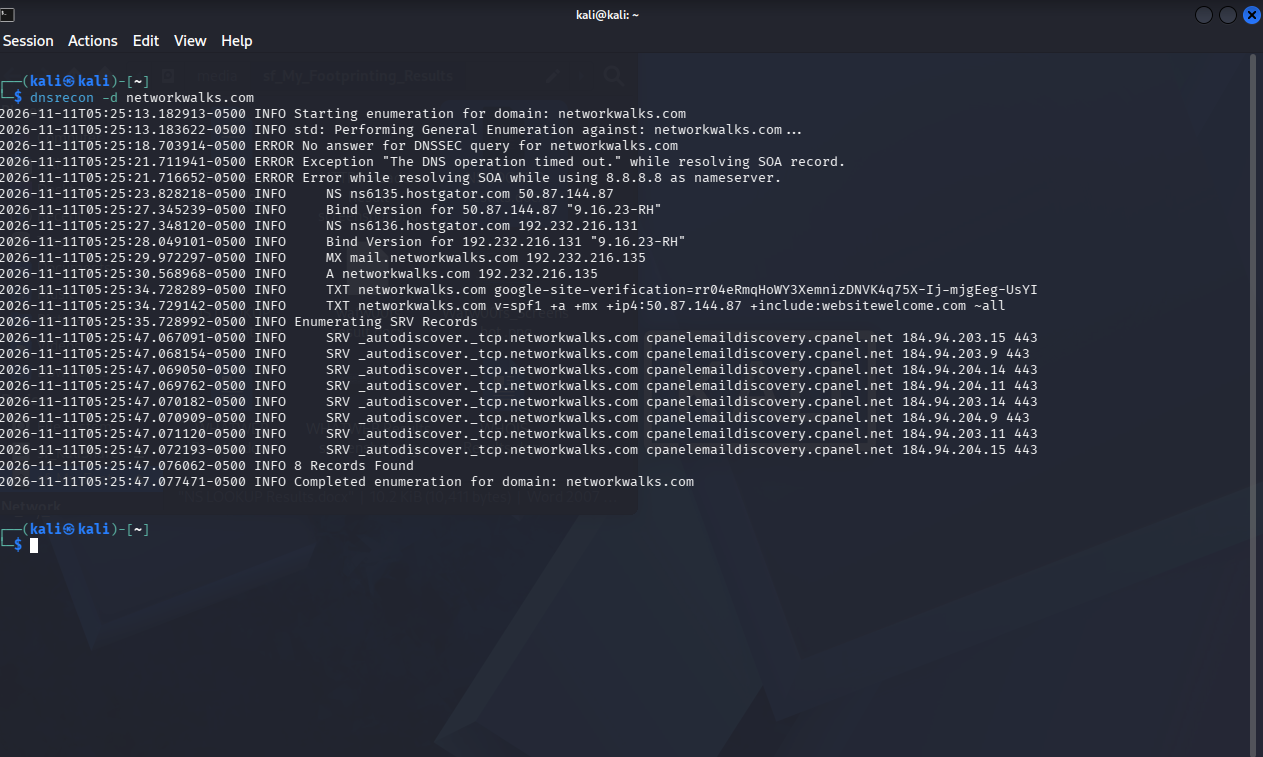 kali@kali: ~
Session Actions Edit View Help
┌──(kali㉿kali)-[~]
└─$ dnsrecon -d networkwalks.com
2026-11-11T05:25:13.182913-0500 INFO Starting enumeration for domain: networkwalks.com
2026-11-11T05:25:13.183622-0500 INFO std: Performing General Enumeration against: networkwalks.com...
2026-11-11T05:25:18.703914-0500 ERROR No answer for DNSSEC query for networkwalks.com
2026-11-11T05:25:21.711941-0500 ERROR Exception "The DNS operation timed out." while resolving SOA record.
2026-11-11T05:25:21.716652-0500 ERROR Error while resolving SOA while using 8.8.8.8 as nameserver.
2026-11-11T05:25:23.828218-0500 INFO NS ns6135.hostgator.com 50.87.144.87
2026-11-11T05:25:27.345239-0500 INFO Bind Version for 50.87.144.87 "9.16.23-RH"
2026-11-11T05:25:27.348120-0500 INFO NS ns6136.hostgator.com 192.232.216.131
2026-11-11T05:25:28.049101-0500 INFO Bind Version for 192.232.216.131 "9.16.23-RH"
2026-11-11T05:25:29.972297-0500 INFO MX mail.networkwalks.com 192.232.216.135
2026-11-11T05:25:30.568968-0500 INFO A networkwalks.com 192.232.216.135
2026-11-11T05:25:34.728289-0500 INFO TXT networkwalks.com google-site-verification=rr04eRmqHoWY3XemnizDNVK4q75X-Ij-mjgEeg-UsYI
2026-11-11T05:25:34.729142-0500 INFO TXT networkwalks.com v=spf1 +a +mx +ip4:50.87.144.87 +include:websitewelcome.com ~all
2026-11-11T05:25:35.728992-0500 INFO Enumerating SRV Records
2026-11-11T05:25:47.067091-0500 INFO SRV _autodiscover._tcp.networkwalks.com cpanelemaildiscovery.cpanel.net 184.94.203.15 443
2026-11-11T05:25:47.068154-0500 INFO SRV _autodiscover._tcp.networkwalks.com cpanelemaildiscovery.cpanel.net 184.94.203.9 443
2026-11-11T05:25:47.069050-0500 INFO SRV _autodiscover._tcp.networkwalks.com cpanelemaildiscovery.cpanel.net 184.94.204.14 443
2026-11-11T05:25:47.069762-0500 INFO SRV _autodiscover._tcp.networkwalks.com cpanelemaildiscovery.cpanel.net 184.94.204.11 443
2026-11-11T05:25:47.070182-0500 INFO SRV _autodiscover._tcp.networkwalks.com cpanelemaildiscovery.cpanel.net 184.94.203.14 443
2026-11-11T05:25:47.070909-0500 INFO SRV _autodiscover._tcp.networkwalks.com cpanelemaildiscovery.cpanel.net 184.94.204.9 443
2026-11-11T05:25:47.071120-0500 INFO SRV _autodiscover._tcp.networkwalks.com cpanelemaildiscovery.cpanel.net 184.94.203.11 443
2026-11-11T05:25:47.072193-0500 INFO SRV _autodiscover._tcp.networkwalks.com cpanelemaildiscovery.cpanel.net 184.94.204.15 443
2026-11-11T05:25:47.076062-0500 INFO 8 Records Found
2026-11-11T05:25:47.077471-0500 INFO Completed enumeration for domain: networkwalks.com
┌──(kali㉿kali)-[~]
└─$